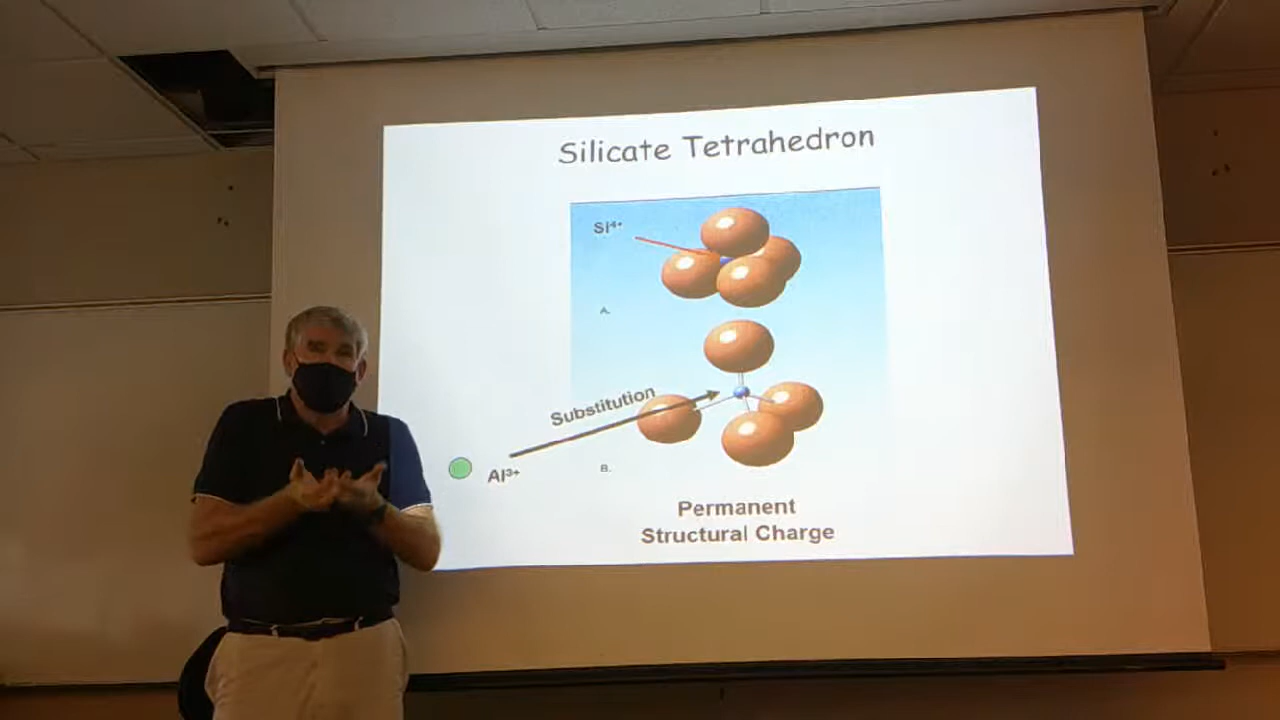 Silicate Tetrahedron
Si⁴⁺
A.
Substitution
Al³⁺
B.
Permanent
Structural Charge